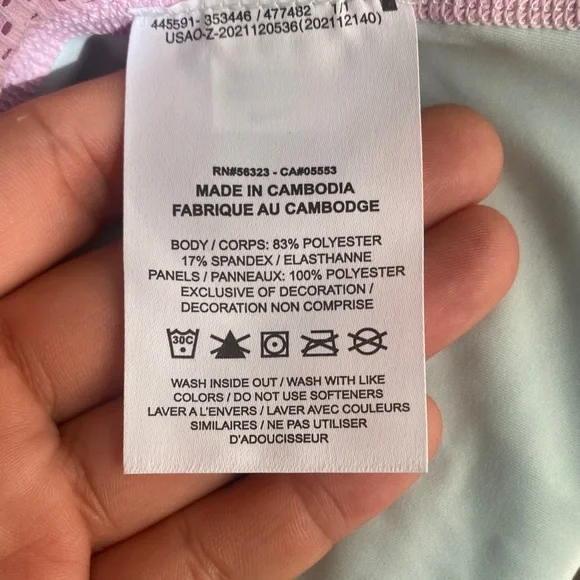 445591- 353446 / 477482 1/1
USAO-Z-2021120536(202112140)
RN#56323 - CA#05553
MADE IN CAMBODIA
FABRIQUE AU CAMBODGE
BODY / CORPS: 83% POLYESTER
17% SPANDEX / ELASTHANNE
PANELS / PANNEAUX: 100% POLYESTER
EXCLUSIVE OF DECORATION /
DECORATION NON COMPRISE
30C
WASH INSIDE OUT / WASH WITH LIKE
COLORS / DO NOT USE SOFTENERS
LAVER A L'ENVERS / LAVER AVEC COULEURS
SIMILAIRES / NE PAS UTILISER
D'ADOUCISSEUR